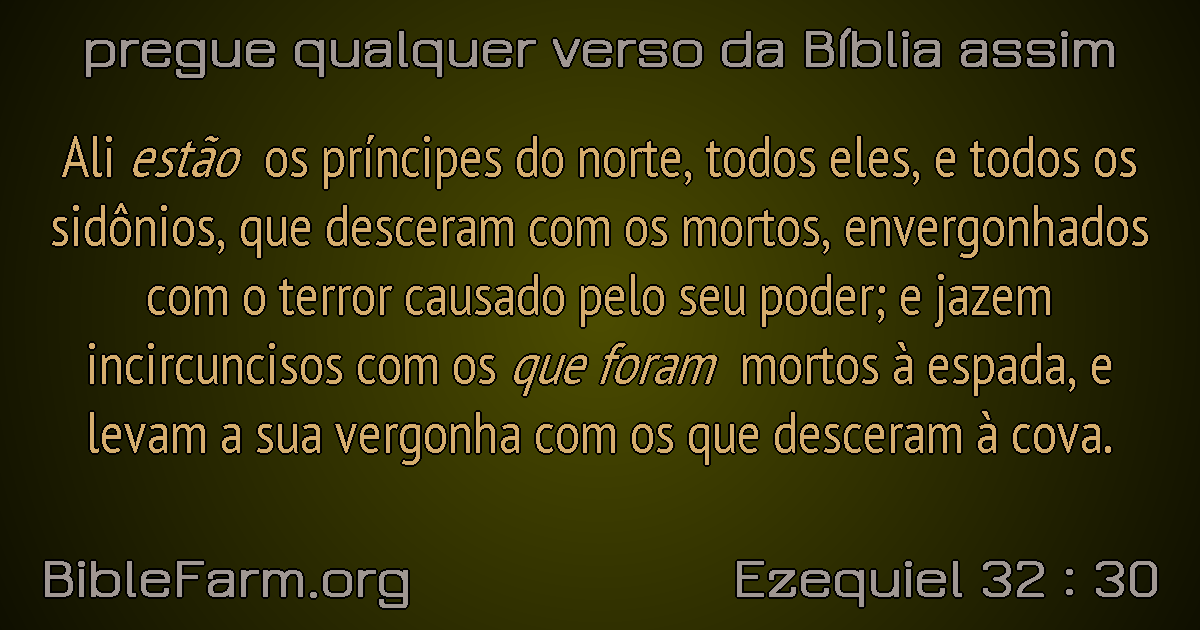 pregue qualquer verso da Bíblia assim
Ali estão os príncipes do norte, todos eles, e todos os
sidônios, que desceram com os mortos, envergonhados
com o terror causado pelo seu poder; e jazem
incircuncisos com os que foram mortos à espada, e
levam a sua vergonha com os que desceram à cova.
BibleFarm.org
Ezequiel 32 : 30